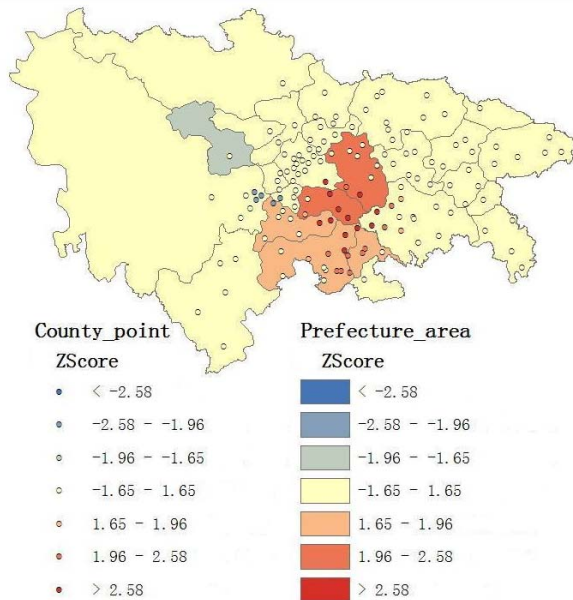 County_point
ZScore
< -2.58
-2.58 - -1.96
-1.96 - -1.65
-1.65 - 1.65
1.65 - 1.96
1.96 - 2.58
> 2.58
Prefecture_area
ZScore
< -2.58
-2.58 - -1.96
-1.96 - -1.65
-1.65 - 1.65
1.65 - 1.96
1.96 - 2.58
> 2.58